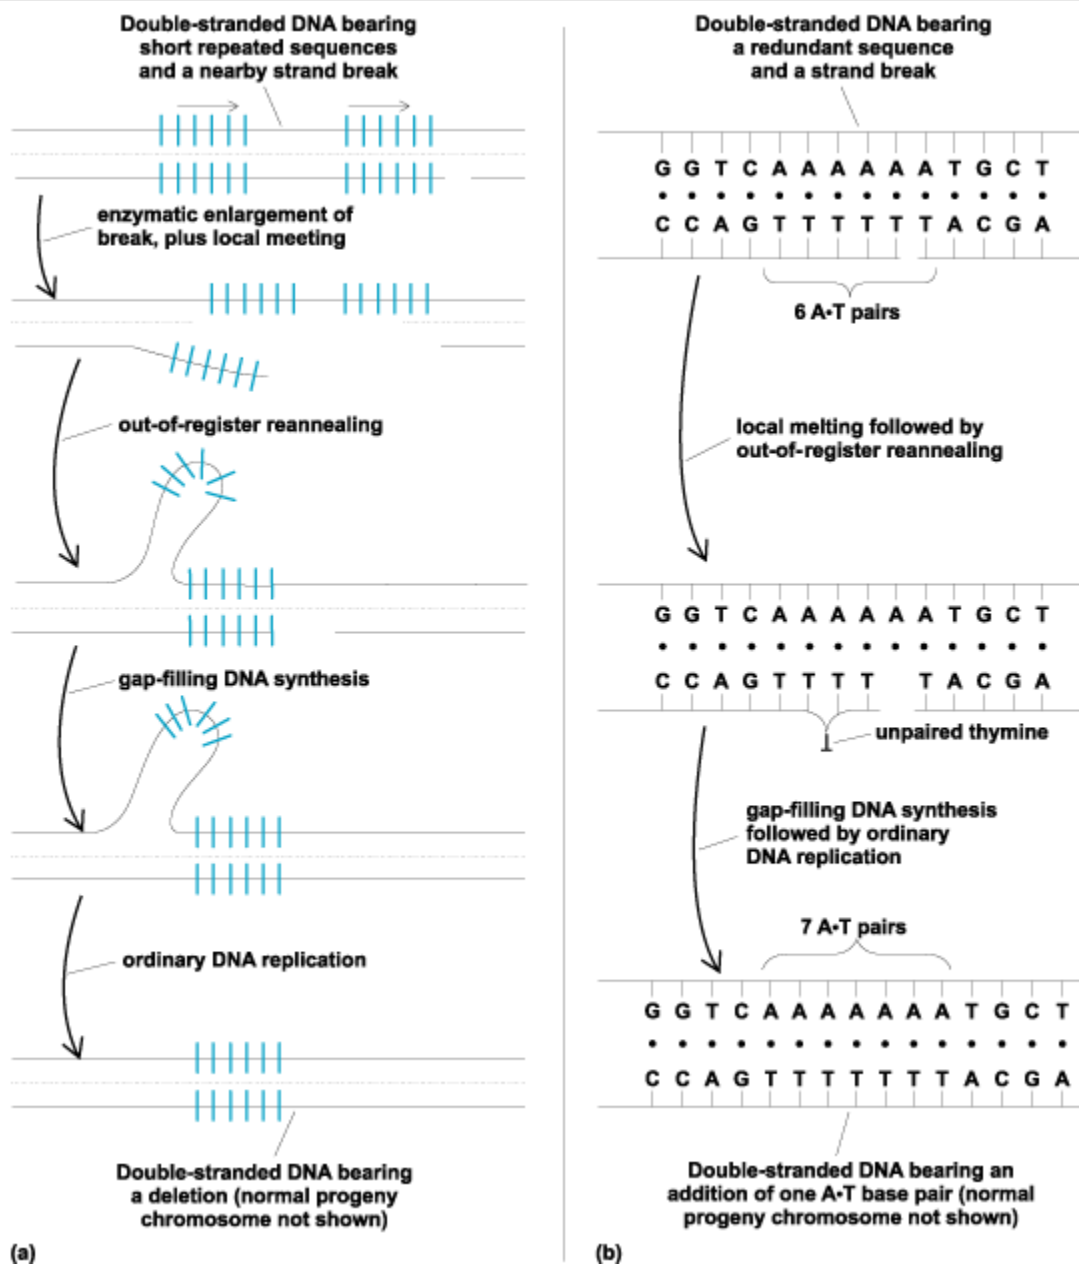 Double-stranded DNA bearing
short repeated sequences
and a nearby strand break
enzymatic enlargement of
break, plus local meeting
out-of-register reannealing
gap-filling DNA synthesis
ordinary DNA replication
Double-stranded DNA bearing
a deletion (normal progeny
chromosome not shown)
(a)
Double-stranded DNA bearing
a redundant sequence
and a strand break
G G T C A A A A A A T G C T
C C A G T T T T T T A C G A
6 A•T pairs
local melting followed by
out-of-register reannealing
G G T C A A A A A A T G C T
C C A G T T T T T A C G A
T
unpaired thymine
gap-filling DNA synthesis
followed by ordinary
DNA replication
7 A•T pairs
G G T C A A A A A A A T G C T
C C A G T T T T T T T A C G A
Double-stranded DNA bearing an
addition of one A•T base pair (normal
progeny chromosome not shown)
(b)